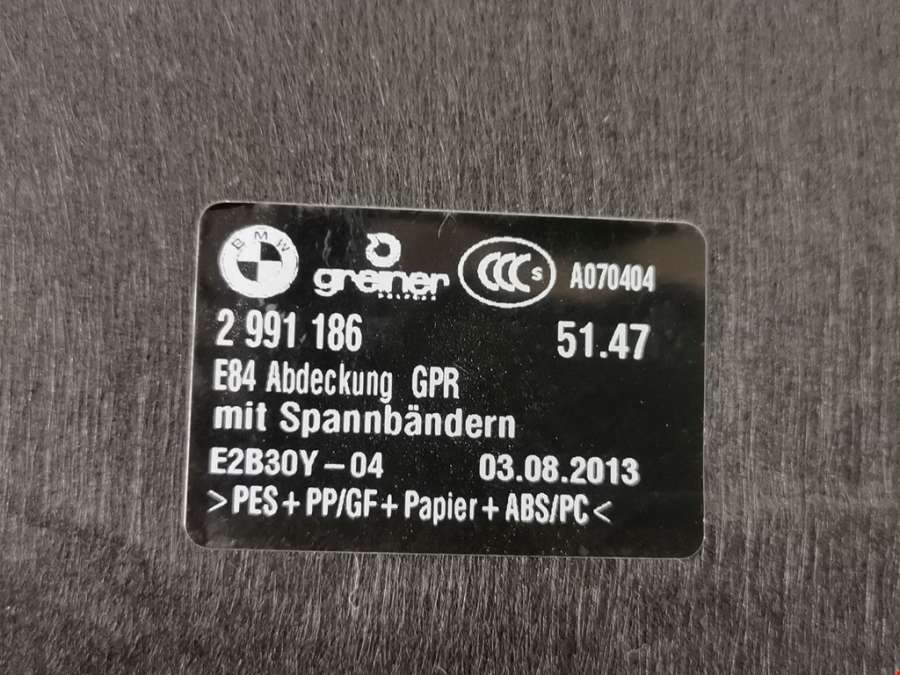 BMW greiner CCC S A070404
2 991 186 51.47
E84 Abdeckung GPR
mit Spannbändern
E2B30Y-04 03.08.2013
>PES+PP/GF+Papier+ABS/PC<